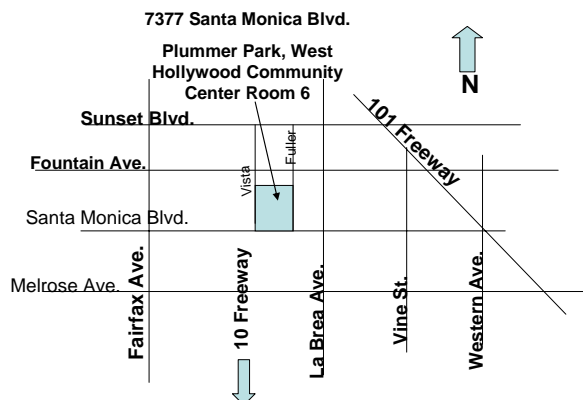 7377 Santa Monica Blvd.
Plummer Park, West
Hollywood Community
Center Room 6
N
Sunset Blvd.
101 Freeway
Fountain Ave.
Vista
Fuller
Santa Monica Blvd.
Melrose Ave.
Fairfax Ave.
10 Freeway
La Brea Ave.
Vine St.
Western Ave.